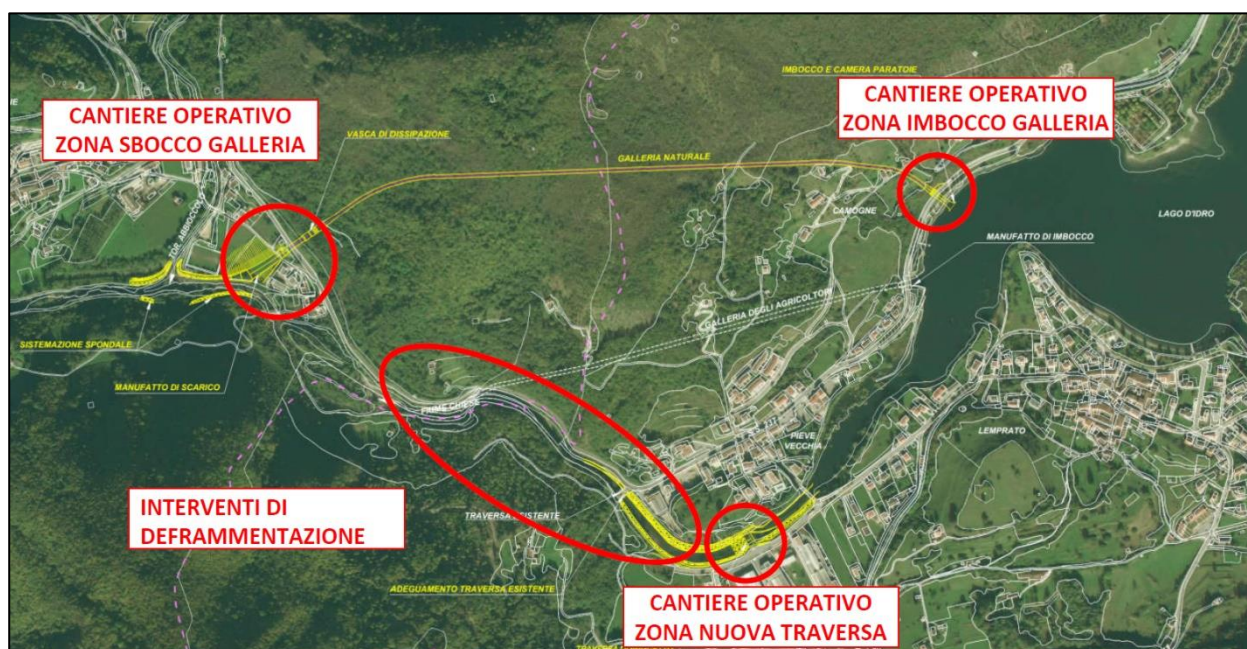 IMBOCCO E CAMERA PARATOIE
CANTIERE OPERATIVO
ZONA SBOCCO GALLERIA
CANTIERE OPERATIVO
ZONA IMBOCCO GALLERIA
VASCA DI DISSIPAZIONE
GALLERIA NATURALE
CAMOGNE
LAGO D'IDRO
MANUFATTO DI IMBOCCO
GALLERIA DEGLI AGRICOLTORI
SISTEMAZIONE SPONDALE
MANUFATTO DI SCARICO
FIUME CHIESE
PIEVE
VECCHIA
LEMPRATO
INTERVENTI DI
DEFRAMMENTAZIONE
TRAVERSA ESISTENTE
ADEGUAMENTO TRAVERSA ESISTENTE
CANTIERE OPERATIVO
ZONA NUOVA TRAVERSA